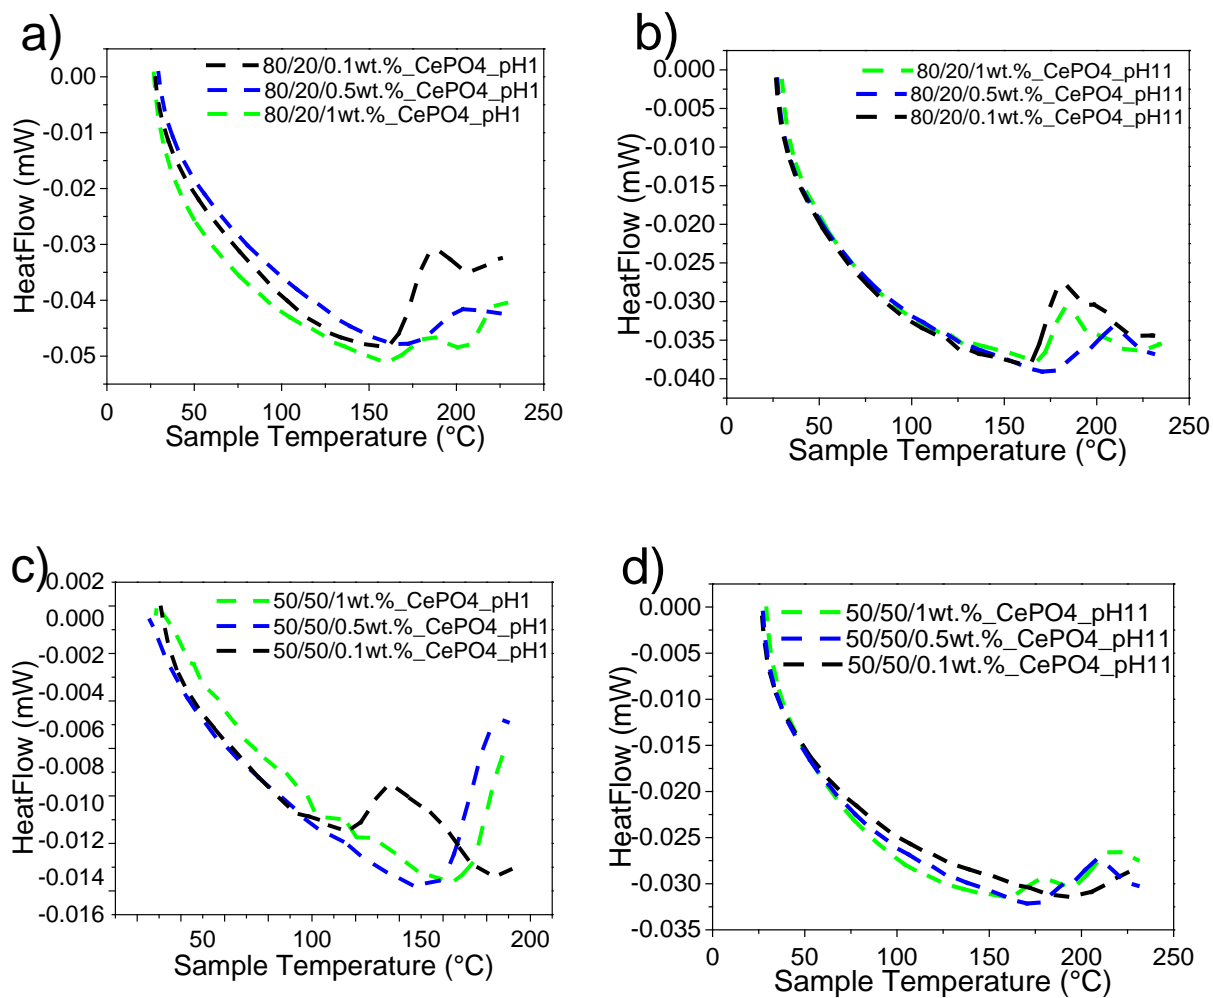 a)
80/20/0.1wt.%_CePO4_pH1
80/20/0.5wt.%_CePO4_pH1
80/20/1wt.%_CePO4_pH1
0.00
-0.01
-0.02
-0.03
-0.04
-0.05
HeatFlow (mW)
0 50 100 150 200 250
Sample Temperature (°C)
b)
80/20/1wt.%_CePO4_pH11
80/20/0.5wt.%_CePO4_pH11
80/20/0.1wt.%_CePO4_pH11
0.000
-0.005
-0.010
-0.015
-0.020
-0.025
-0.030
-0.035
-0.040
HeatFlow (mW)
0 50 100 150 200 250
Sample Temperature (°C)
c)
50/50/1wt.%_CePO4_pH1
50/50/0.5wt.%_CePO4_pH1
50/50/0.1wt.%_CePO4_pH1
0.002
0.000
-0.002
-0.004
-0.006
-0.008
-0.010
-0.012
-0.014
-0.016
HeatFlow (mW)
50 100 150 200
Sample Temperature (°C)
d)
50/50/1wt.%_CePO4_pH11
50/50/0.5wt.%_CePO4_pH11
50/50/0.1wt.%_CePO4_pH11
0.000
-0.005
-0.010
-0.015
-0.020
-0.025
-0.030
-0.035
HeatFlow (mW)
0 50 100 150 200 250
Sample Temperature (°C)